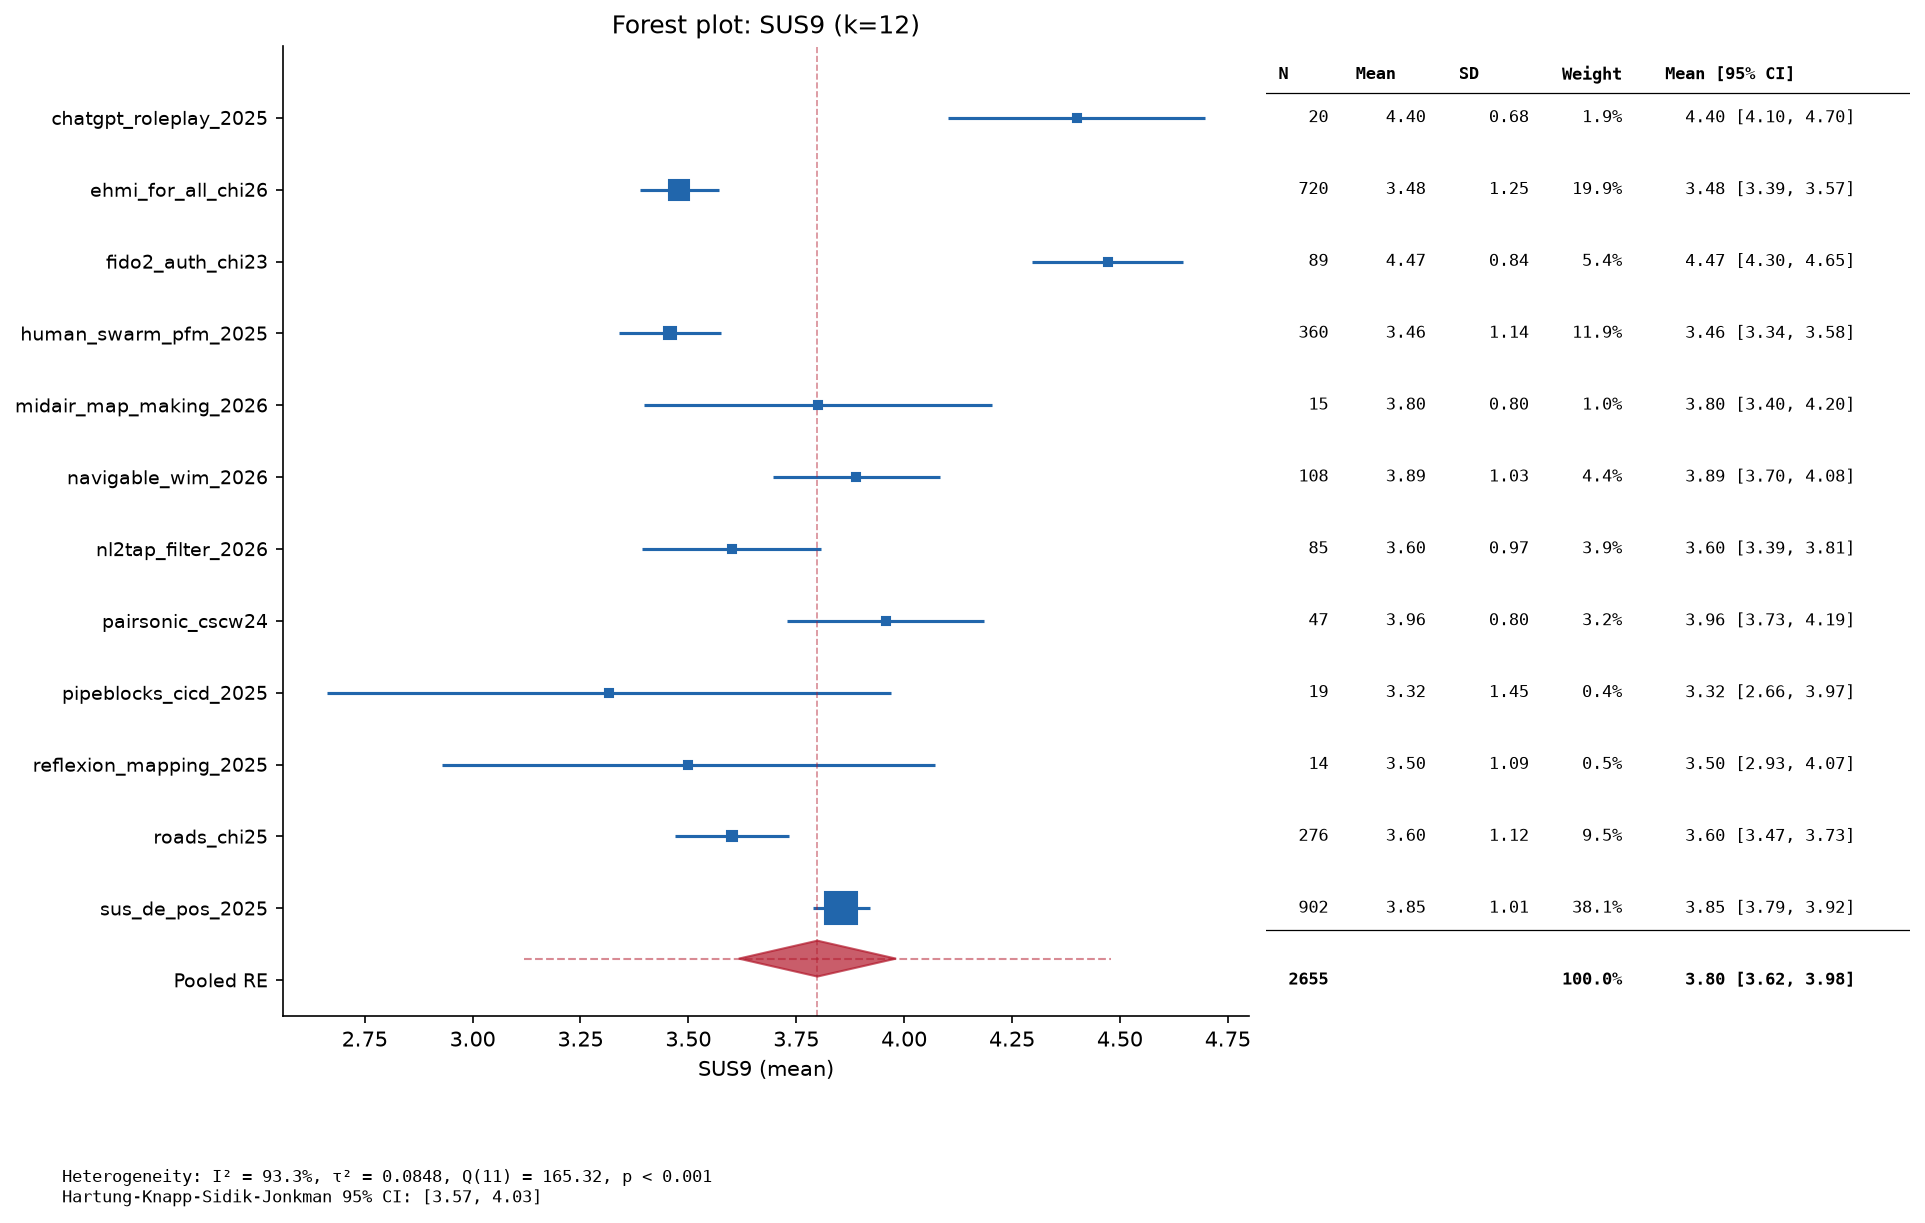 Forest plot: SUS9 (k=12)
N Mean SD Weight Mean [95% CI]
chatgpt_roleplay_2025 20 4.40 0.68 1.9% 4.40 [4.10, 4.70]
ehmi_for_all_chi26 720 3.48 1.25 19.9% 3.48 [3.39, 3.57]
fido2_auth_chi23 89 4.47 0.84 5.4% 4.47 [4.30, 4.65]
human_swarm_pfm_2025 360 3.46 1.14 11.9% 3.46 [3.34, 3.58]
midair_map_making_2026 15 3.80 0.80 1.0% 3.80 [3.40, 4.20]
navigable_wim_2026 108 3.89 1.03 4.4% 3.89 [3.70, 4.08]
nl2tap_filter_2026 85 3.60 0.97 3.9% 3.60 [3.39, 3.81]
pairsonic_cscw24 47 3.96 0.80 3.2% 3.96 [3.73, 4.19]
pipeblocks_cicd_2025 19 3.32 1.45 0.4% 3.32 [2.66, 3.97]
reflexion_mapping_2025 14 3.50 1.09 0.5% 3.50 [2.93, 4.07]
roads_chi25 276 3.60 1.12 9.5% 3.60 [3.47, 3.73]
sus_de_pos_2025 902 3.85 1.01 38.1% 3.85 [3.79, 3.92]
Pooled RE 2655 100.0% 3.80 [3.62, 3.98]
2.75 3.00 3.25 3.50 3.75 4.00 4.25 4.50 4.75
SUS9 (mean)
Heterogeneity: I² = 93.3%, τ² = 0.0848, Q(11) = 165.32, p < 0.001
Hartung-Knapp-Sidik-Jonkman 95% CI: [3.57, 4.03]